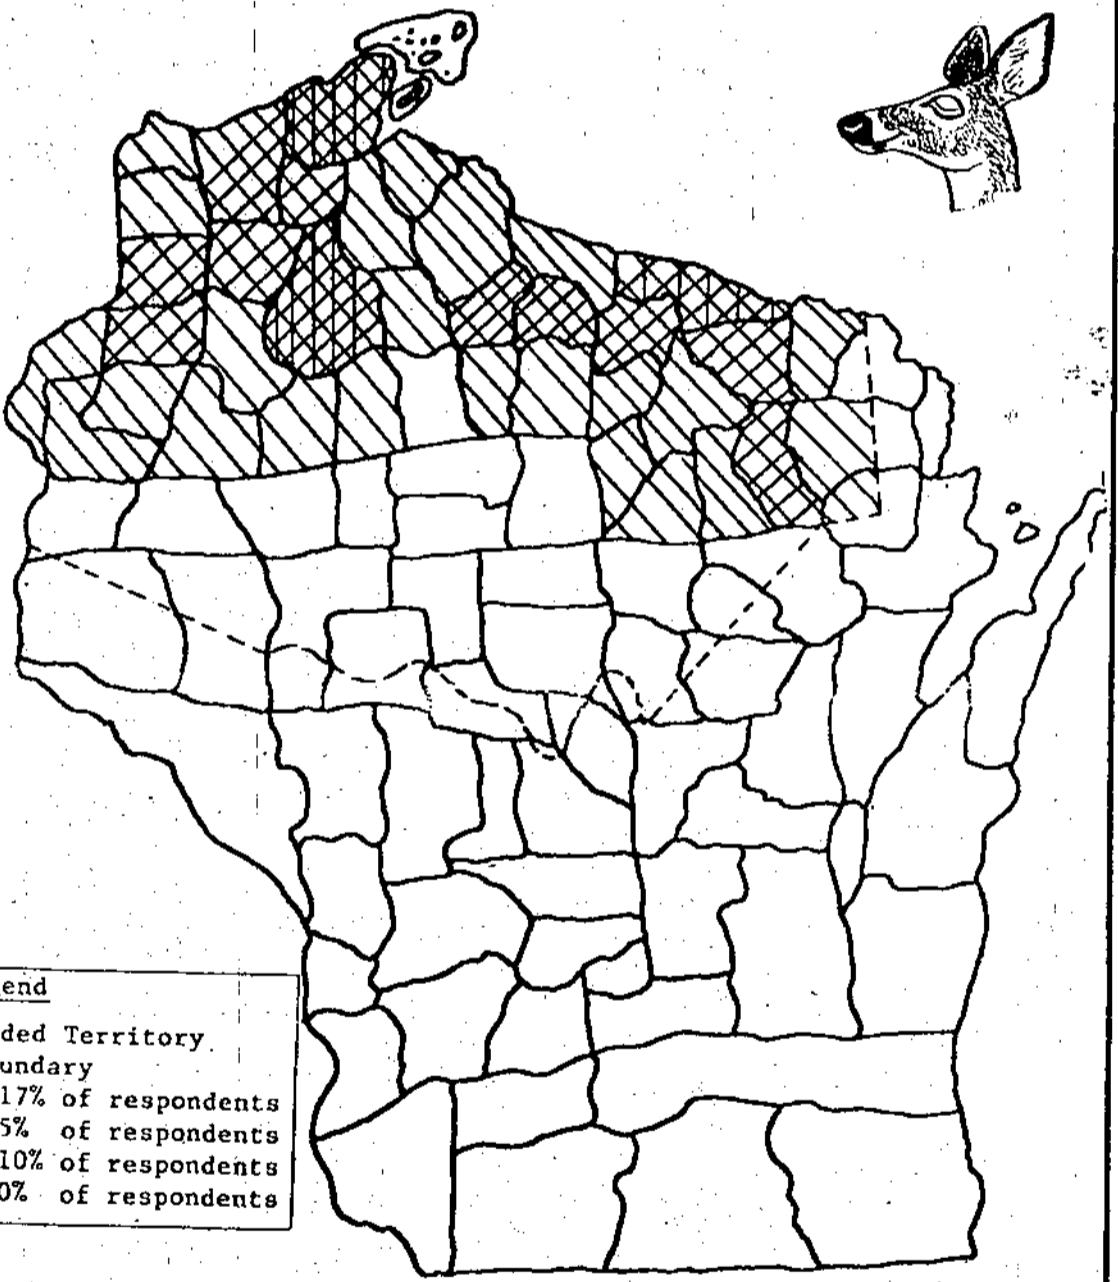 end
ded Territory
undary
17% of respondents
5% of respondents
10% of respondents
0% of respondents